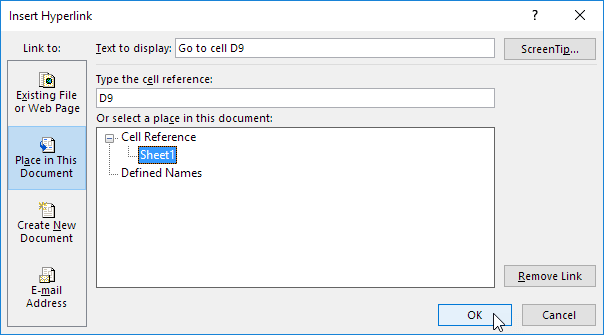 Insert Hyperlink
?
Link to:
Text to display: Go to cell D9
ScreenTip...
Existing File
or Web Page
Place in This
Document
Create New
Document
E-mail
Address
Type the cell reference:
D9
Or select a place in this document:
Cell Reference
Sheet1
Defined Names
Remove Link
OK
Cancel